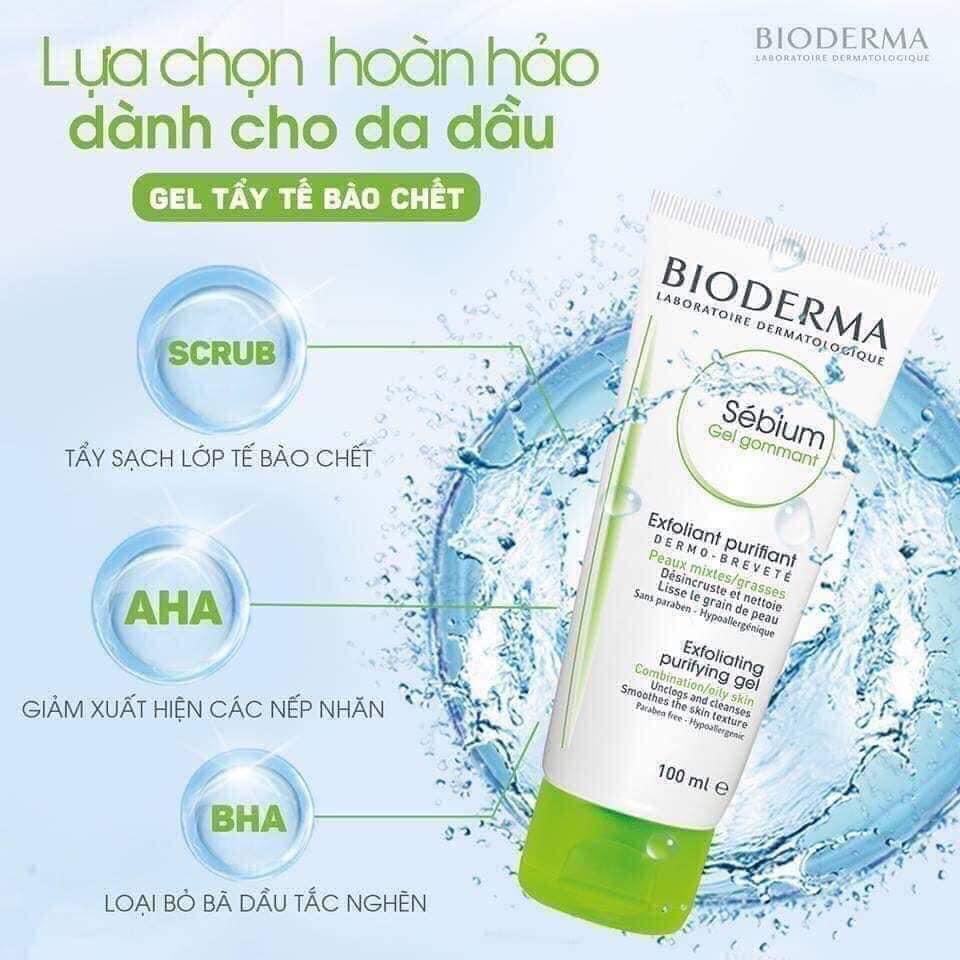 Lựa chọn hoàn hảo
dành cho da dầu
GEL TẨY TẾ BÀO CHẾT
BIODERMA
LABORATOIRE DERMATOLOGIQUE
SCRUB
TẨY SẠCH LỚP TẾ BÀO CHẾT
AHA
GIẢM XUẤT HIỆN CÁC NẾP NHĂN
BHA
LOẠI BỎ BÃ DẦU TẮC NGHẼN
BIODERMA
LABORATOIRE DERMATOLOGIQUE
Sébium
Gel gommant
Exfoliant purifiant
DERMO-BREVETÉ
Peaux mixtes/grasses
Désincruste et nettoie
Lisse le grain de peau
Sans paraben - Hypoallergénique
Exfoliating
purifying gel
Combination/oily skin
Unclogs and cleanses
Smoothes the skin texture
Paraben free - Hypoallergenic
100 ml e